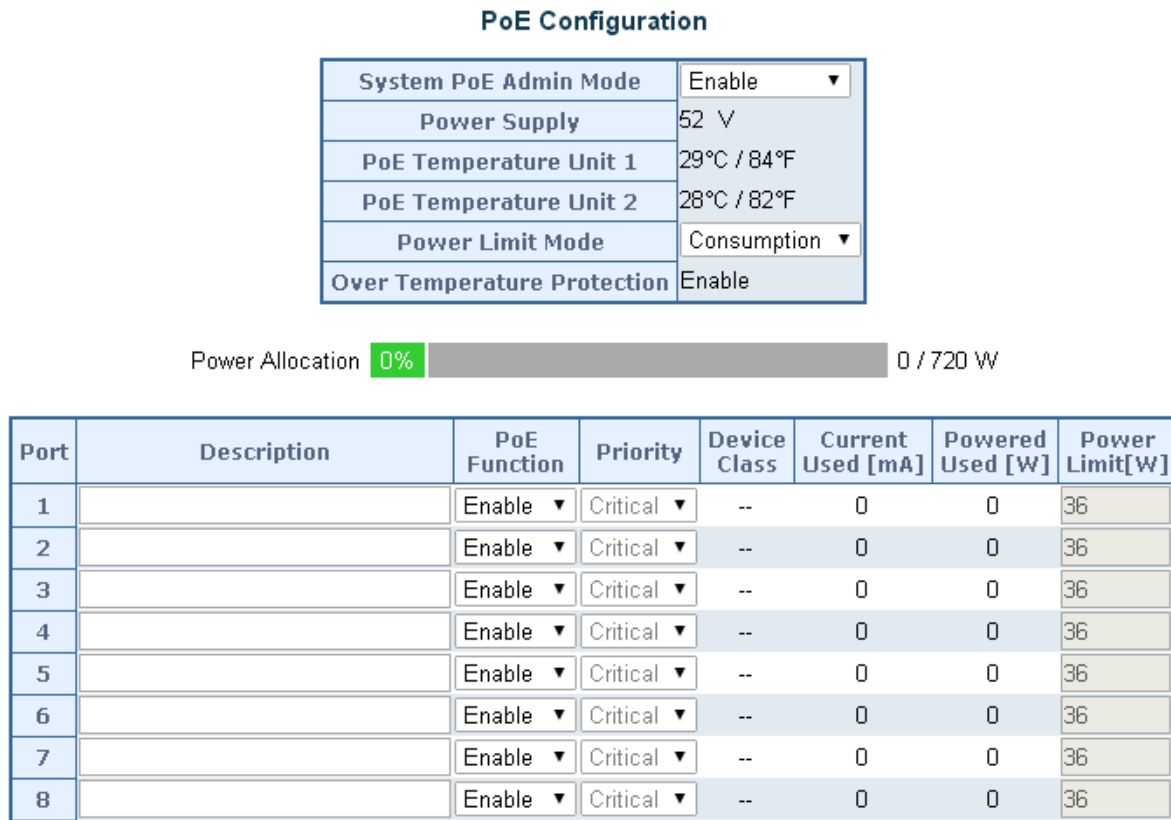 PoE Configuration
System PoE Admin Mode Enable
Power Supply 52 V
PoE Temperature Unit 1 29°C / 84°F
PoE Temperature Unit 2 28°C / 82°F
Power Limit Mode Consumption
Over Temperature Protection Enable
Power Allocation 0% 0 / 720 W
Port Description PoE Function Priority Device Class Current Used [mA] Powered Used [W] Power Limit[W]
1 Enable Critical -- 0 0 36
2 Enable Critical -- 0 0 36
3 Enable Critical -- 0 0 36
4 Enable Critical -- 0 0 36
5 Enable Critical -- 0 0 36
6 Enable Critical -- 0 0 36
7 Enable Critical -- 0 0 36
8 Enable Critical -- 0 0 36